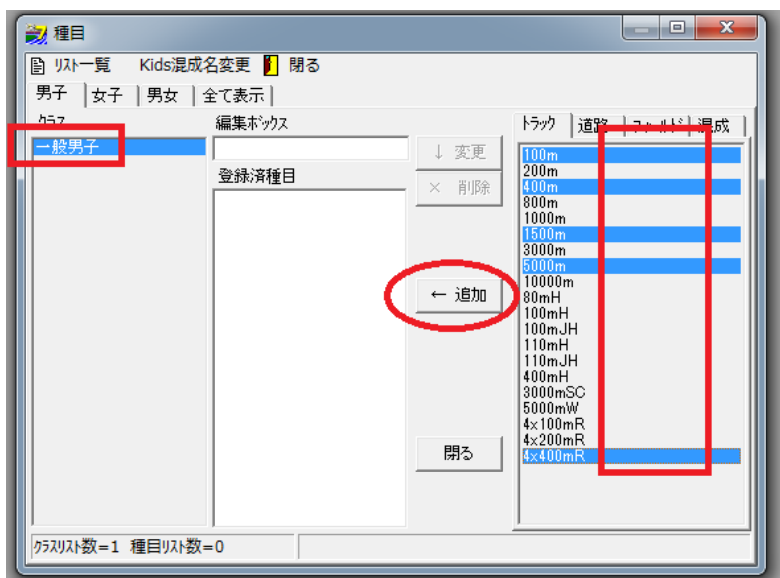 種目
リスト一覧 Kids混成名変更 閉る
男子 女子 男女 全て表示
クラス
一般男子
編集ボックス
登録済種目
↓ 変更
× 削除
← 追加
閉る
トラック 道路 フィールド 混成
100m
200m
400m
800m
1000m
1500m
3000m
5000m
10000m
80mH
100mH
100mJH
110mH
110mJH
400mH
3000mSC
5000mW
4x100mR
4x200mR
4x400mR
クラスリスト数=1 種目リスト数=0